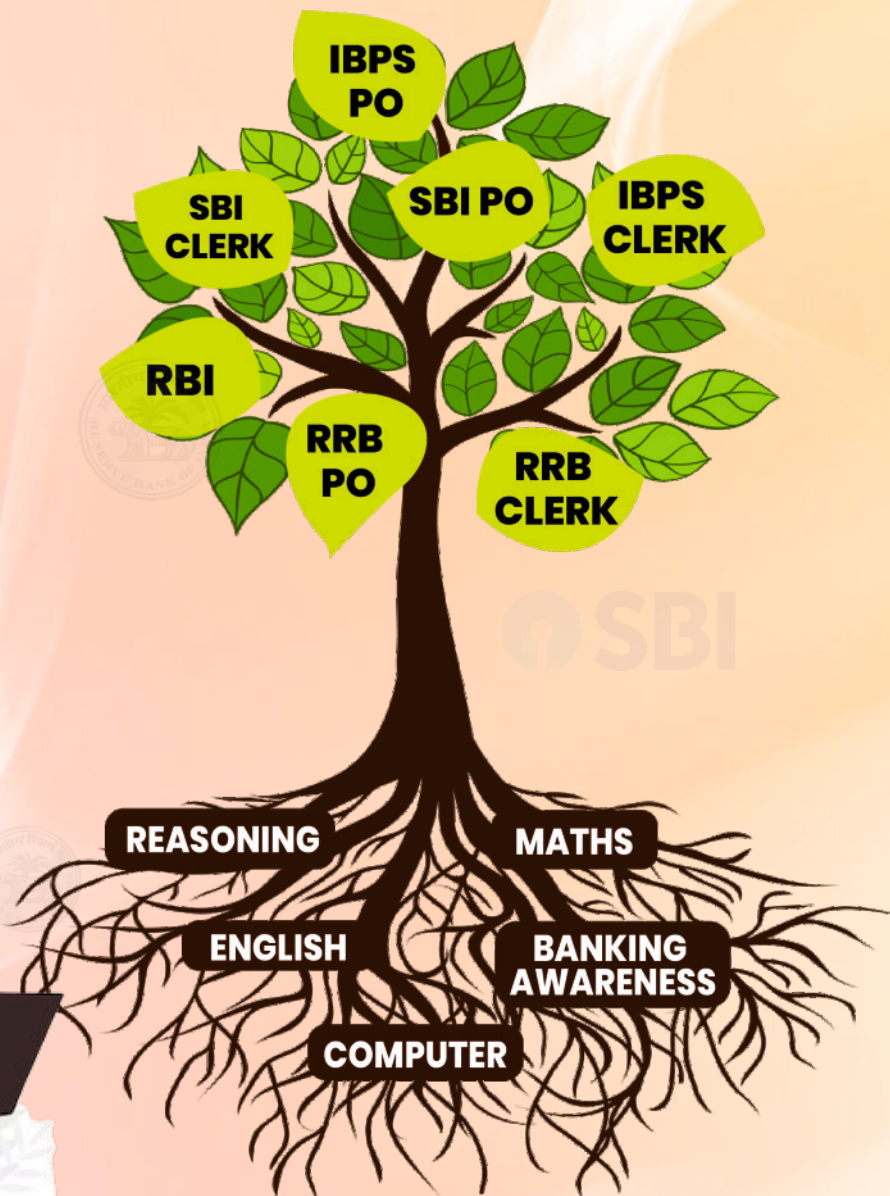 IBPS
PO
SBI PO
SBI
CLERK
IBPS
CLERK
RBI
RRB
PO
RRB
CLERK
SBI
REASONING
MATHS
ENGLISH
BANKING
AWARENESS
COMPUTER